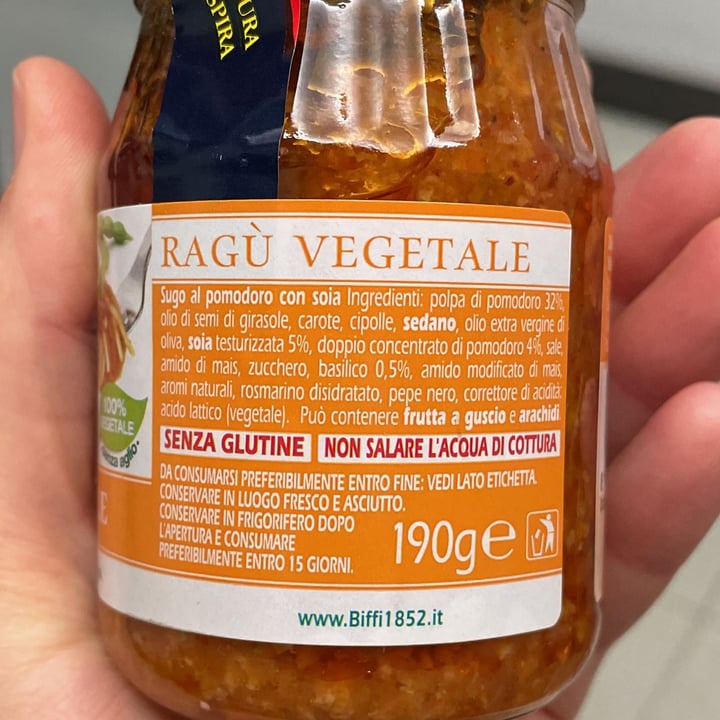 URA
SPIRA
RAGÙ VEGETALE
Sugo al pomodoro con soia Ingredienti: polpa di pomodoro 32%,
olio di semi di girasole, carote, cipolle, sedano, olio extra vergine di
oliva, soia testurizzata 5%, doppio concentrato di pomodoro 4%, sale,
amido di mais, zucchero, basilico 0,5%, amido modificato di mais,
aromi naturali, rosmarino disidratato, pepe nero, correttore di acidità:
acido lattico (vegetale). Può contenere frutta a guscio e arachidi.
100%
VEGETALE
senza aglio*
SENZA GLUTINE NON SALARE L'ACQUA DI COTTURA
DA CONSUMARSI PREFERIBILMENTE ENTRO FINE: VEDI LATO ETICHETTA.
CONSERVARE IN LUOGO FRESCO E ASCIUTTO.
CONSERVARE IN FRIGORIFERO DOPO
L'APERTURA E CONSUMARE
PREFERIBILMENTE ENTRO 15 GIORNI.
190g e
E
www.Biffi1852.it